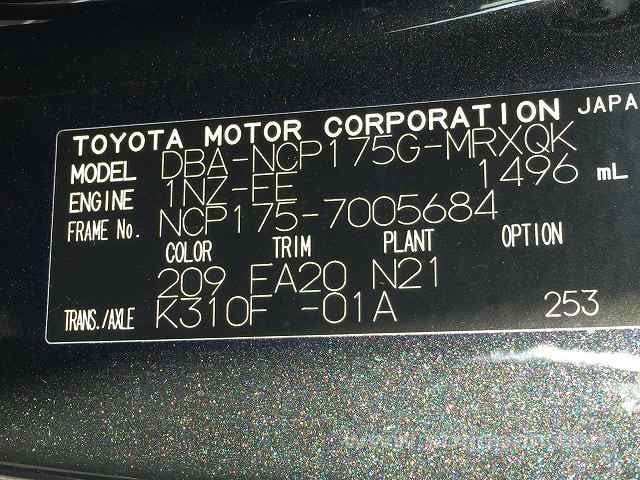 TOYOTA MOTOR CORPORATION JAPA
MODEL DBA-NCP175G-MRXQK
ENGINE 1NZ-FE 1496 mL
FRAME No. NCP175-7005684
COLOR TRIM PLANT OPTION
209 FA20 N21
TRANS./AXLE K310F -01A 253